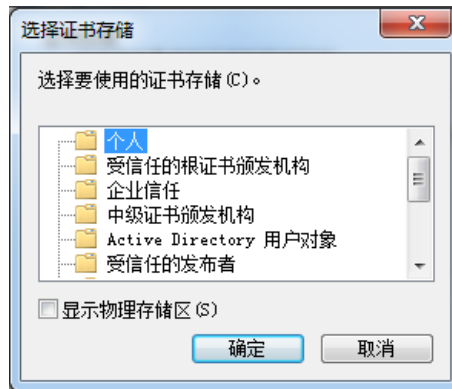 选择证书存储
选择要使用的证书存储(C)。
个人
受信任的根证书颁发机构
企业信任
中级证书颁发机构
Active Directory 用户对象
受信任的发布者
显示物理存储区(S)
确定
取消